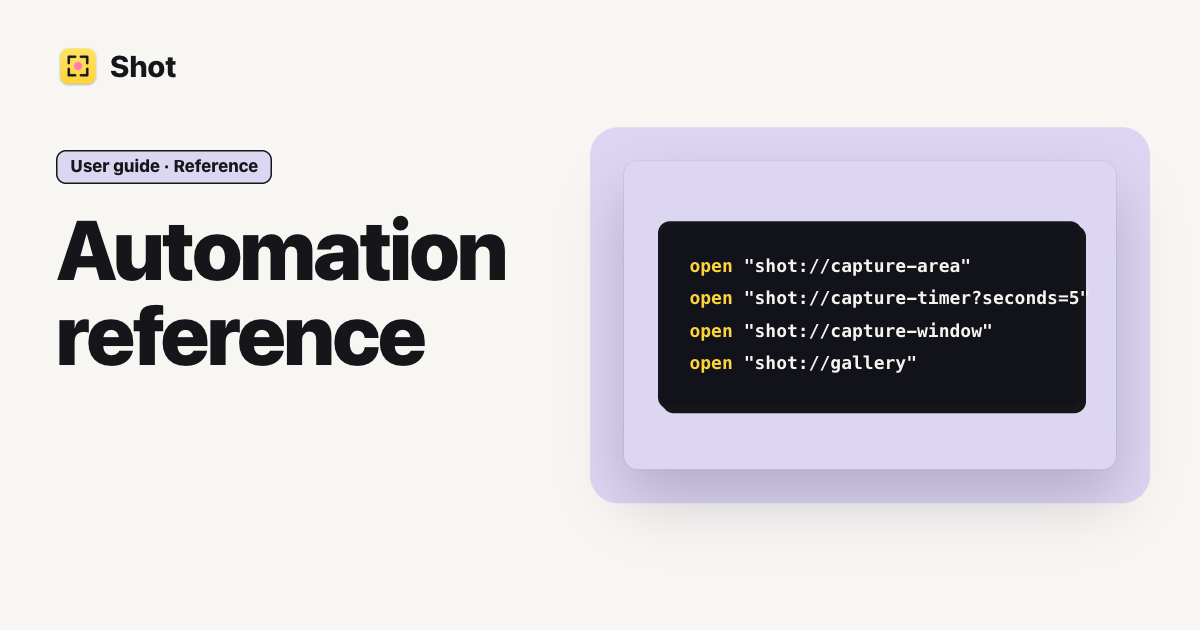 Shot
User guide · Reference
Automation
reference
open "shot://capture-area"
open "shot://capture-timer?seconds=5"
open "shot://capture-window"
open "shot://gallery"